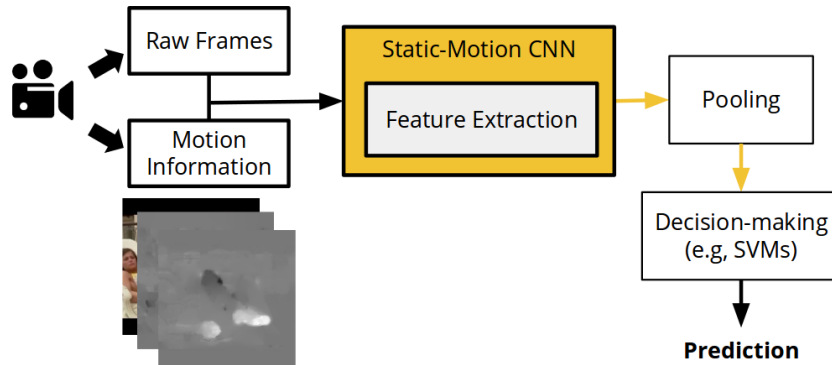 Raw Frames
Motion
Information
Static-Motion CNN
Feature Extraction
Pooling
Decision-making
(e.g, SVMs)
Prediction